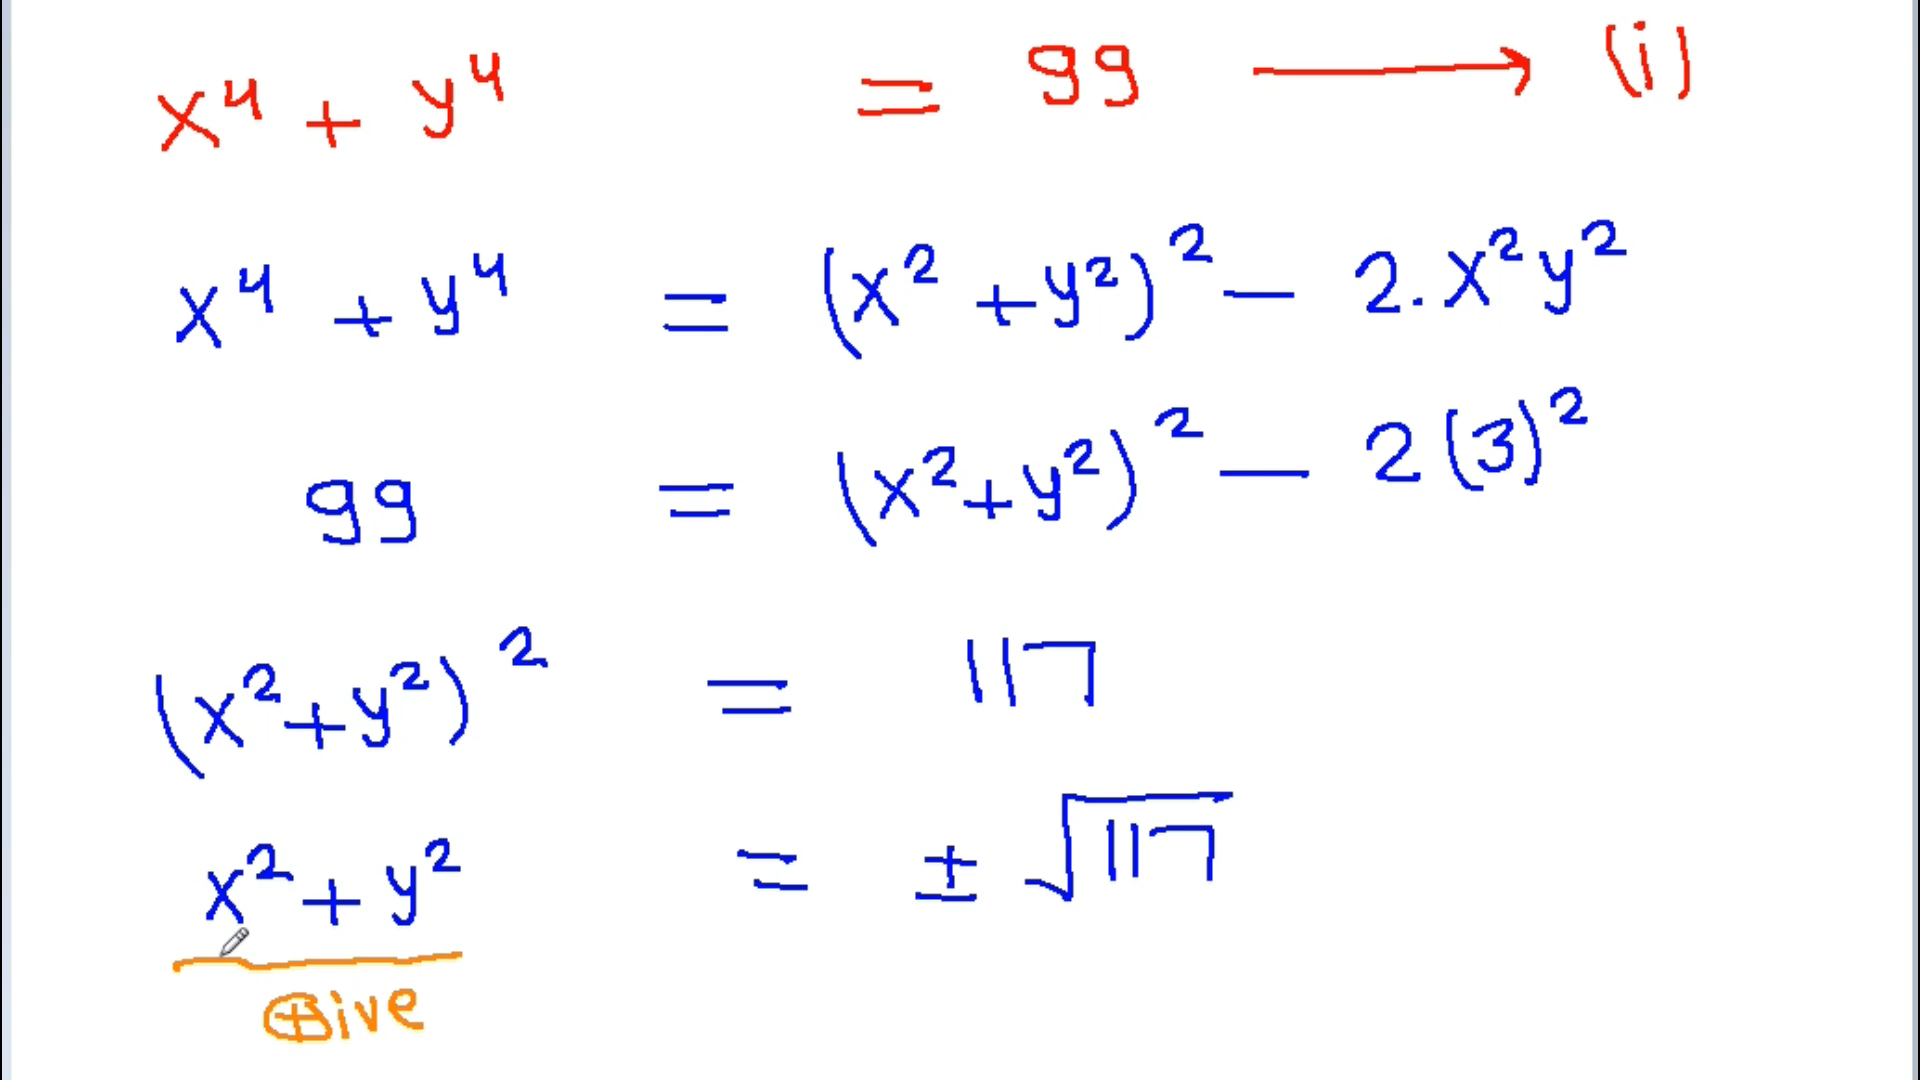 x⁴ + y⁴ = 99 ⟶ (i)
x⁴ + y⁴ = (x² + y²)² − 2.x²y²
99 = (x²+y²)² − 2(3)²
(x²+y²)² = 117
x² + y² = ± √117
⊕ive